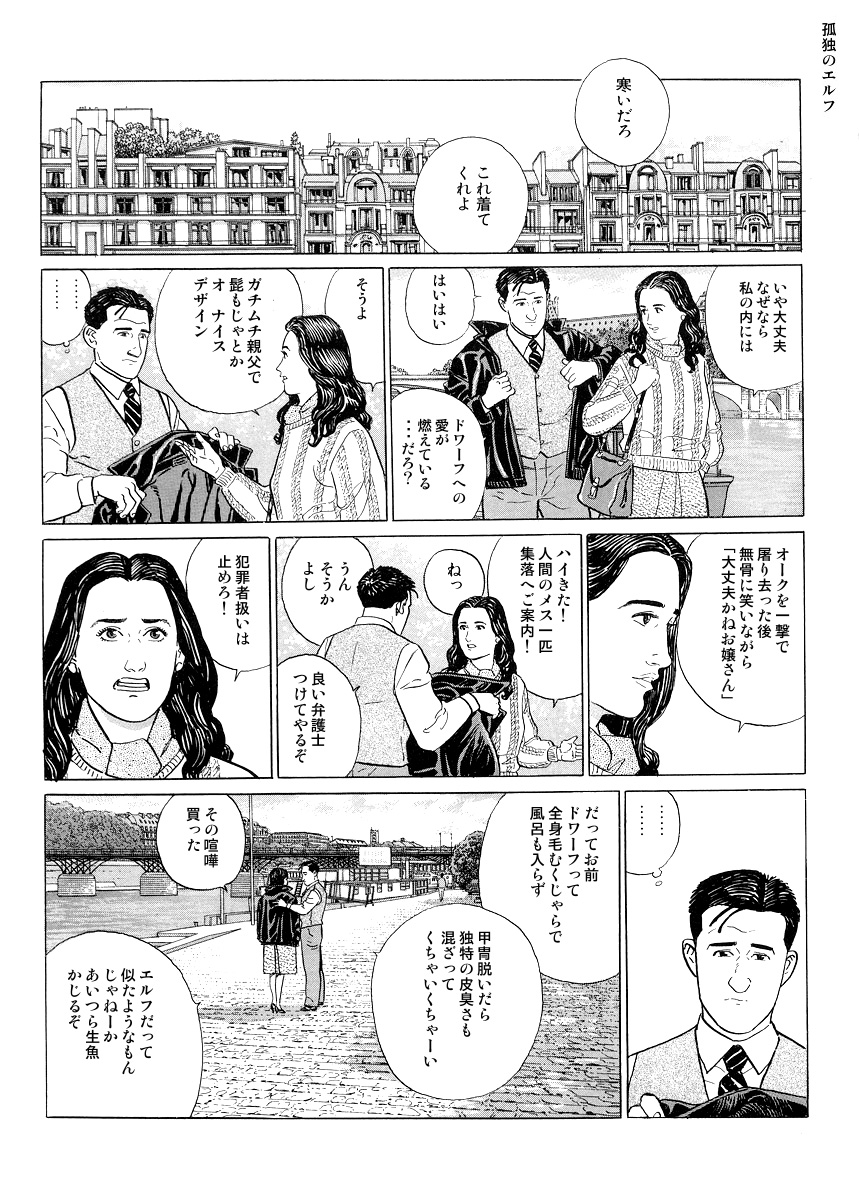 孤独のエルフ
寒いだろ
これ着て
くれよ
いや大丈夫
なぜなら
私の内には
はいはい
ドワーフへの
愛が
燃えている
‥‥だろ？
そうよ
ガチムチ親父で
髭もじゃとか
オ ナイス
デザイン
‥‥‥
‥‥‥
オークを一撃で
屠り去った後
無骨に笑いながら
「大丈夫かねお嬢さん」
ハイきた！
人間のメス一匹
集落へご案内！
ねっ
うん
そうか
よし
良い弁護士
つけてやるぞ
犯罪者扱いは
止めろ！
‥‥‥
‥‥‥
だってお前
ドワーフって
全身毛むくじゃらで
風呂も入らず
甲冑脱いだら
独特の皮臭さも
混ざって
くちゃいくちゃーい
その喧嘩
買った
エルフだって
似たようなもん
じゃねーか
あいつら生魚
かじるぞ